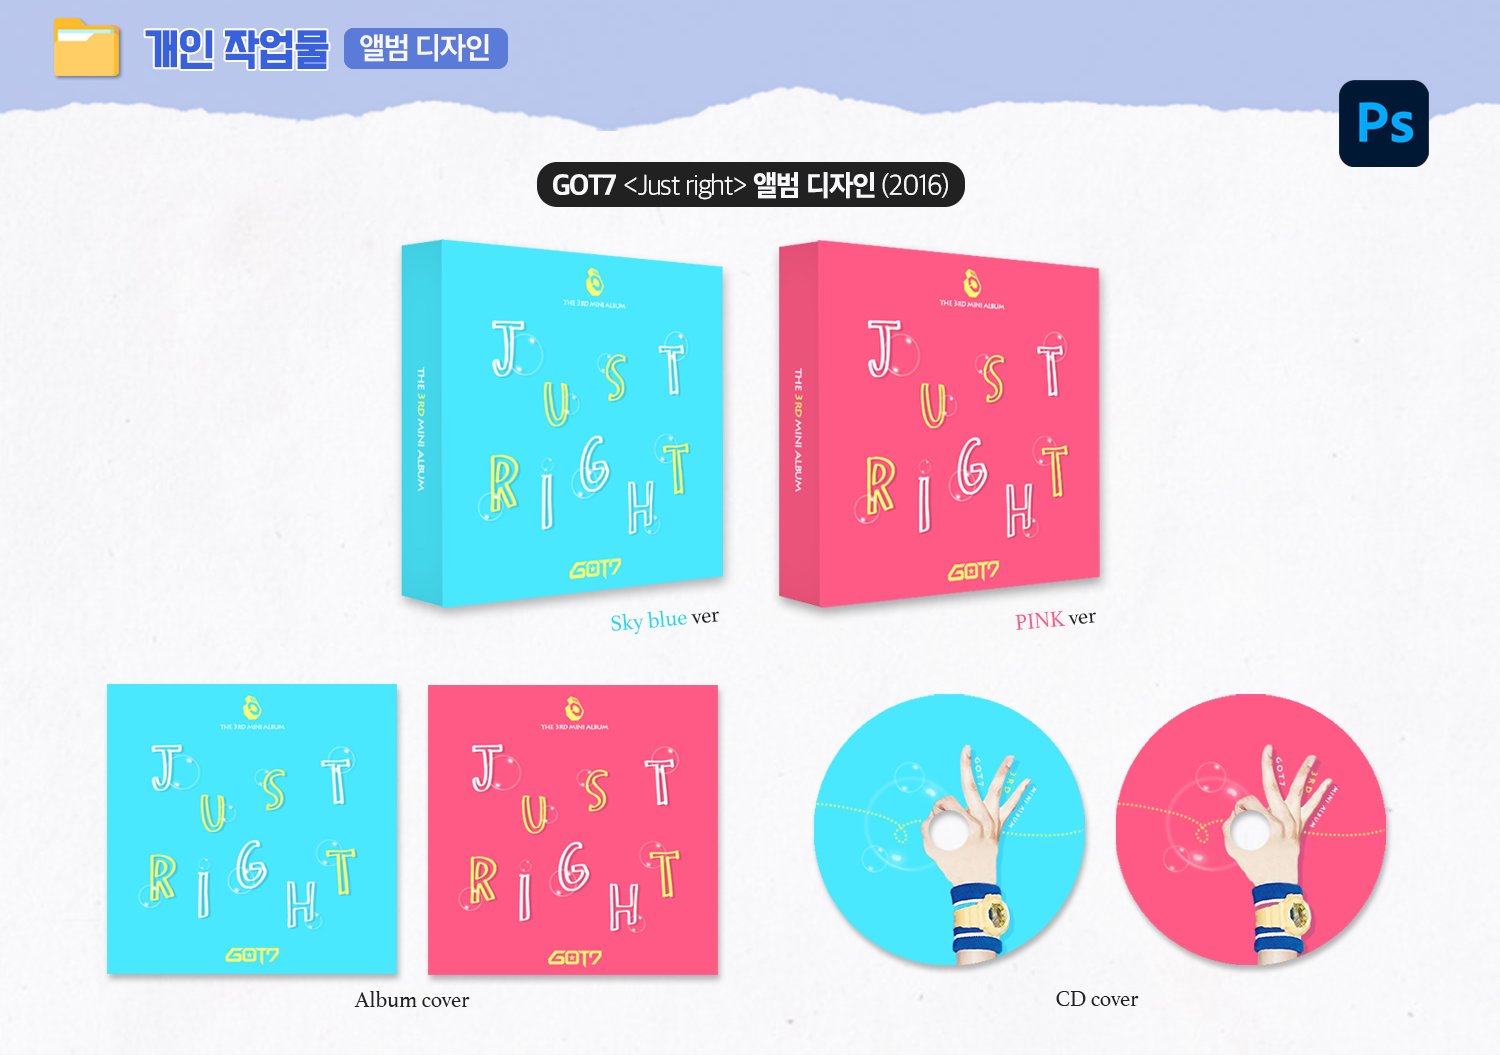 개인 작업물 앨범 디자인
Ps
GOT7 <Just right> 앨범 디자인 (2016)
THE 3RD MINI ALBUM
THE 3RD MINI ALBUM
JUST
RIGHT
GOT7
Sky blue ver
THE 3RD MINI ALBUM
THE 3RD MINI ALBUM
JUST
RIGHT
GOT7
PINK ver
THE 3RD MINI ALBUM
JUST
RIGHT
GOT7
THE 3RD MINI ALBUM
JUST
RIGHT
GOT7
Album cover
GOT7
3RD
MINI ALBUM
GOT7
3RD
MINI ALBUM
CD cover